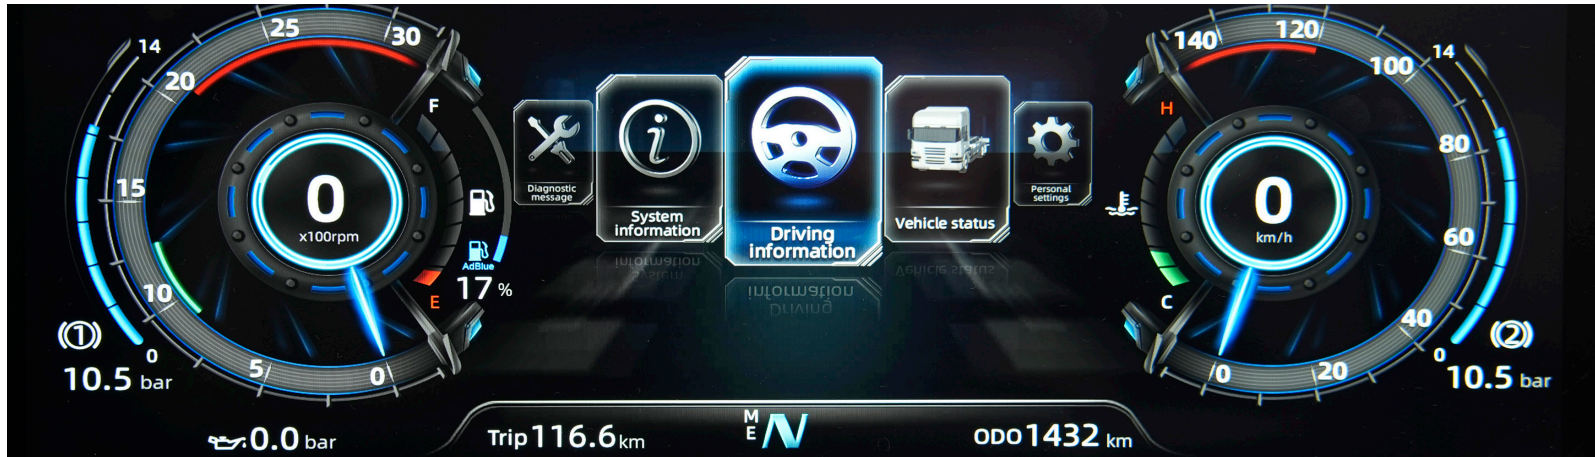 14
20
25
30
15
10
5
0
0
x100rpm
F
E
AdBlue
17 %
1
0
10.5 bar
0.0 bar
Diagnostic
message
System
information
Driving
information
Vehicle status
Personal
settings
Trip 116.6 km
M
E
N
ODO 1432 km
140
120
100
80
60
40
20
0
0
km/h
H
C
14
2
0
10.5 bar